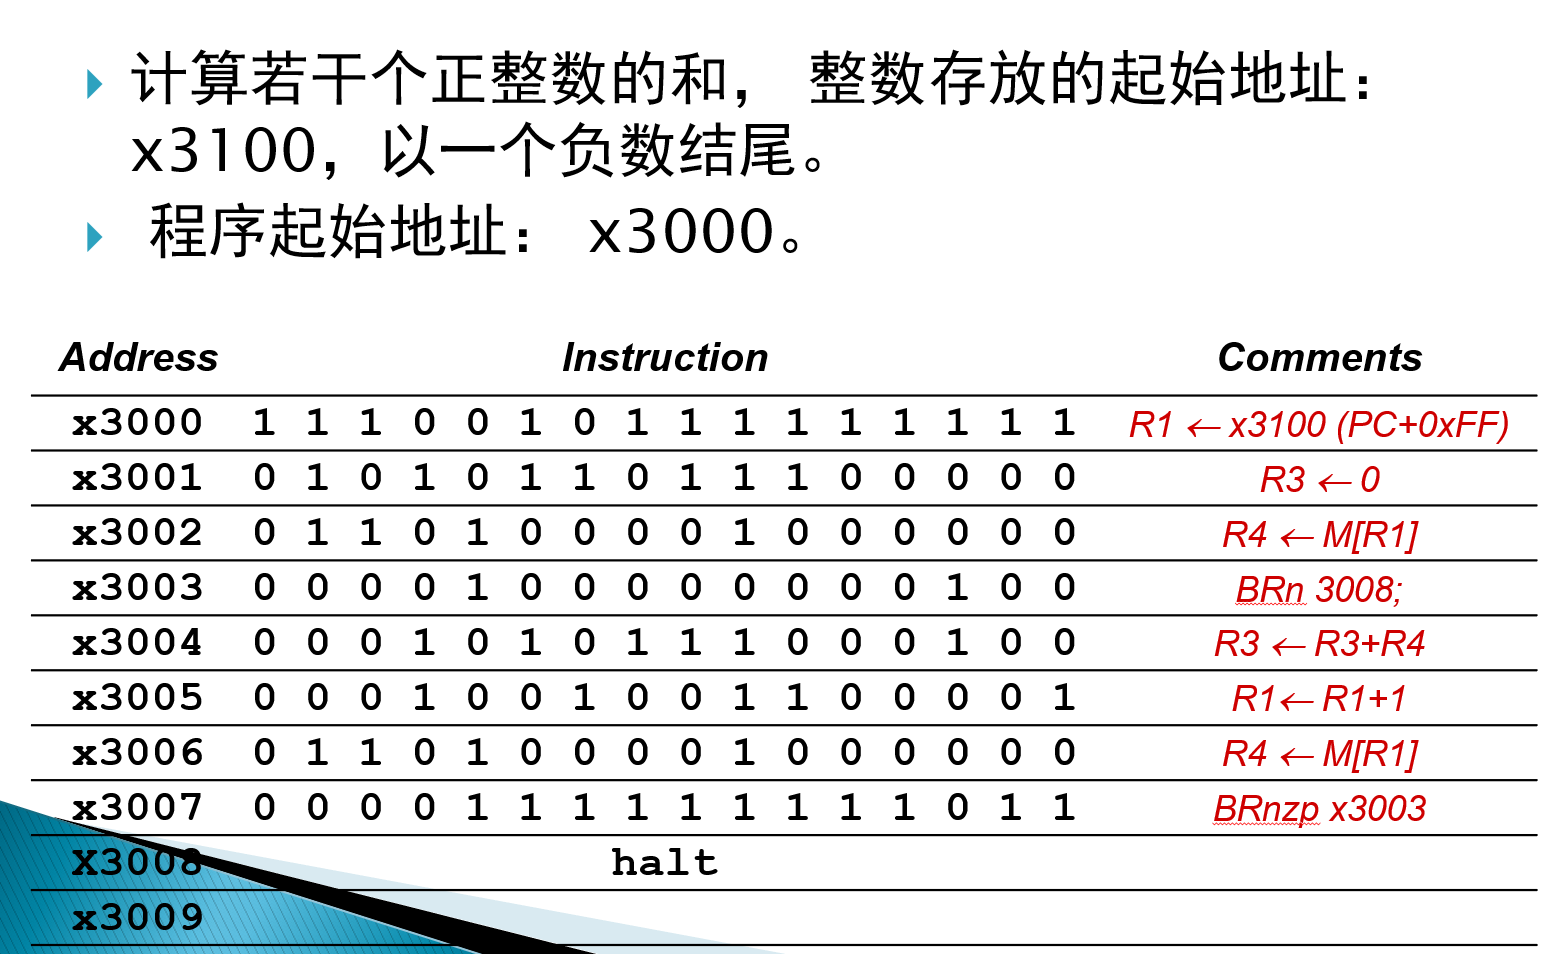 计算若干个正整数的和， 整数存放的起始地址：
x3100，以一个负数结尾。
程序起始地址： x3000。
Address Instruction Comments
x3000 1 1 1 0 0 1 0 1 1 1 1 1 1 1 1 1 R1 ← x3100 (PC+0xFF)
x3001 0 1 0 1 0 1 1 0 1 1 1 0 0 0 0 0 R3 ← 0
x3002 0 1 1 0 1 0 0 0 0 1 0 0 0 0 0 0 R4 ← M[R1]
x3003 0 0 0 0 1 0 0 0 0 0 0 0 0 1 0 0 BRn 3008;
x3004 0 0 0 1 0 1 0 1 1 1 0 0 0 1 0 0 R3 ← R3+R4
x3005 0 0 0 1 0 0 1 0 0 1 1 0 0 0 0 1 R1← R1+1
x3006 0 1 1 0 1 0 0 0 0 1 0 0 0 0 0 0 R4 ← M[R1]
x3007 0 0 0 0 1 1 1 1 1 1 1 1 1 0 1 1 BRnzp x3003
X3008 halt
x3009